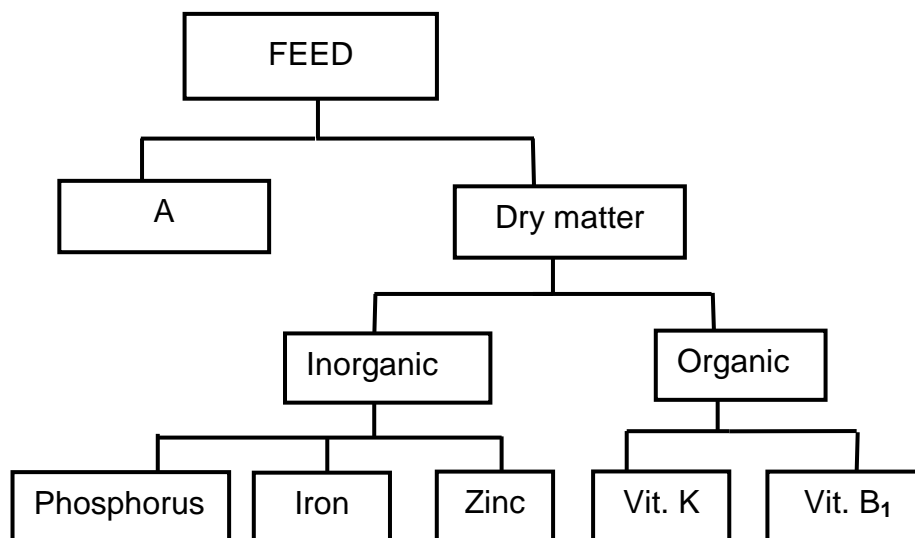 FEED
A
Dry matter
Inorganic
Organic
Phosphorus
Iron
Zinc
Vit. K
Vit. B₁